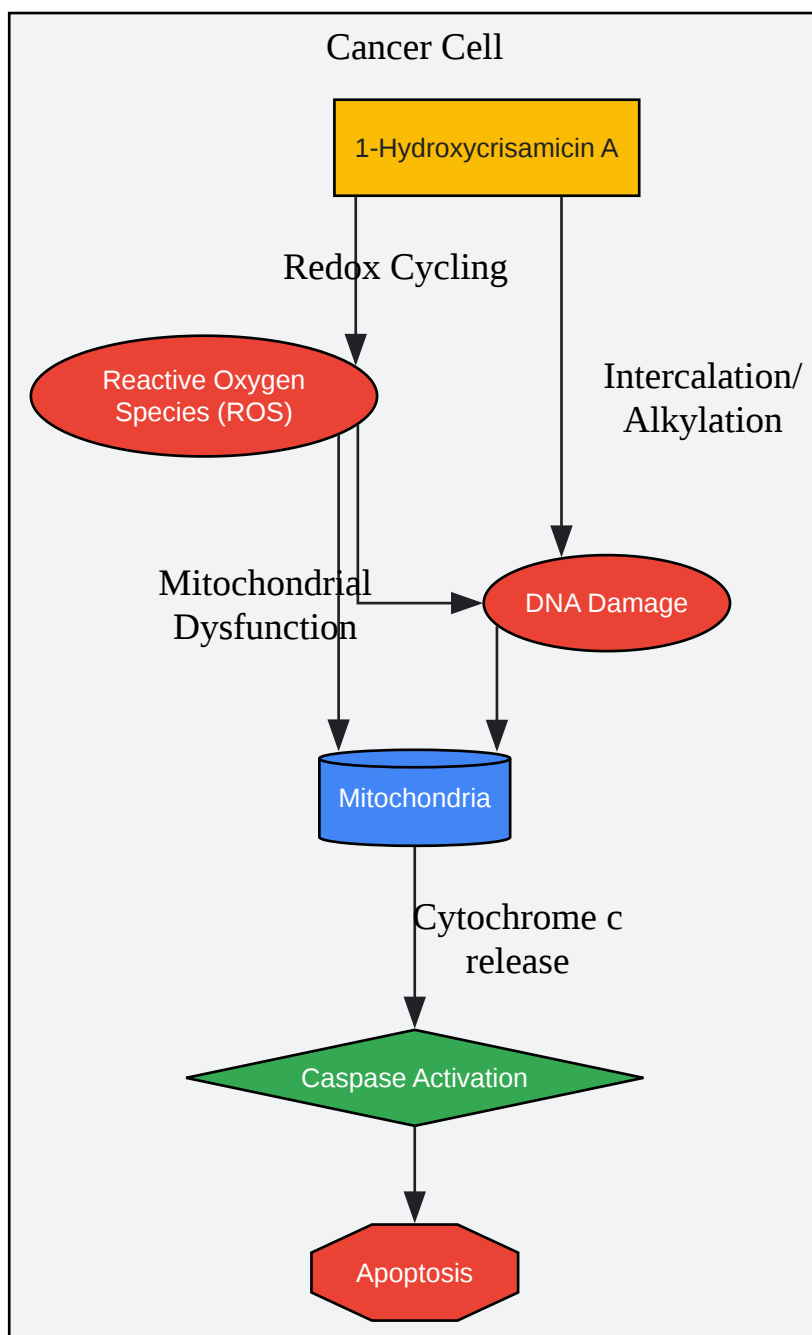 Cancer Cell
1-Hydroxycrisamicin A
Redox Cycling
Reactive Oxygen
Species (ROS)
Intercalation/
Alkylation
Mitochondrial
Dysfunction
DNA Damage
Mitochondria
Cytochrome c
release
Caspase Activation
Apoptosis